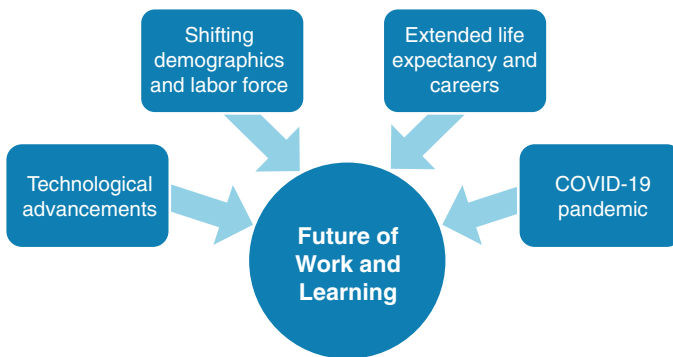 Shifting
demographics
and labor force
Extended life
expectancy and
careers
Technological
advancements
COVID-19
pandemic
Future of
Work and
Learning